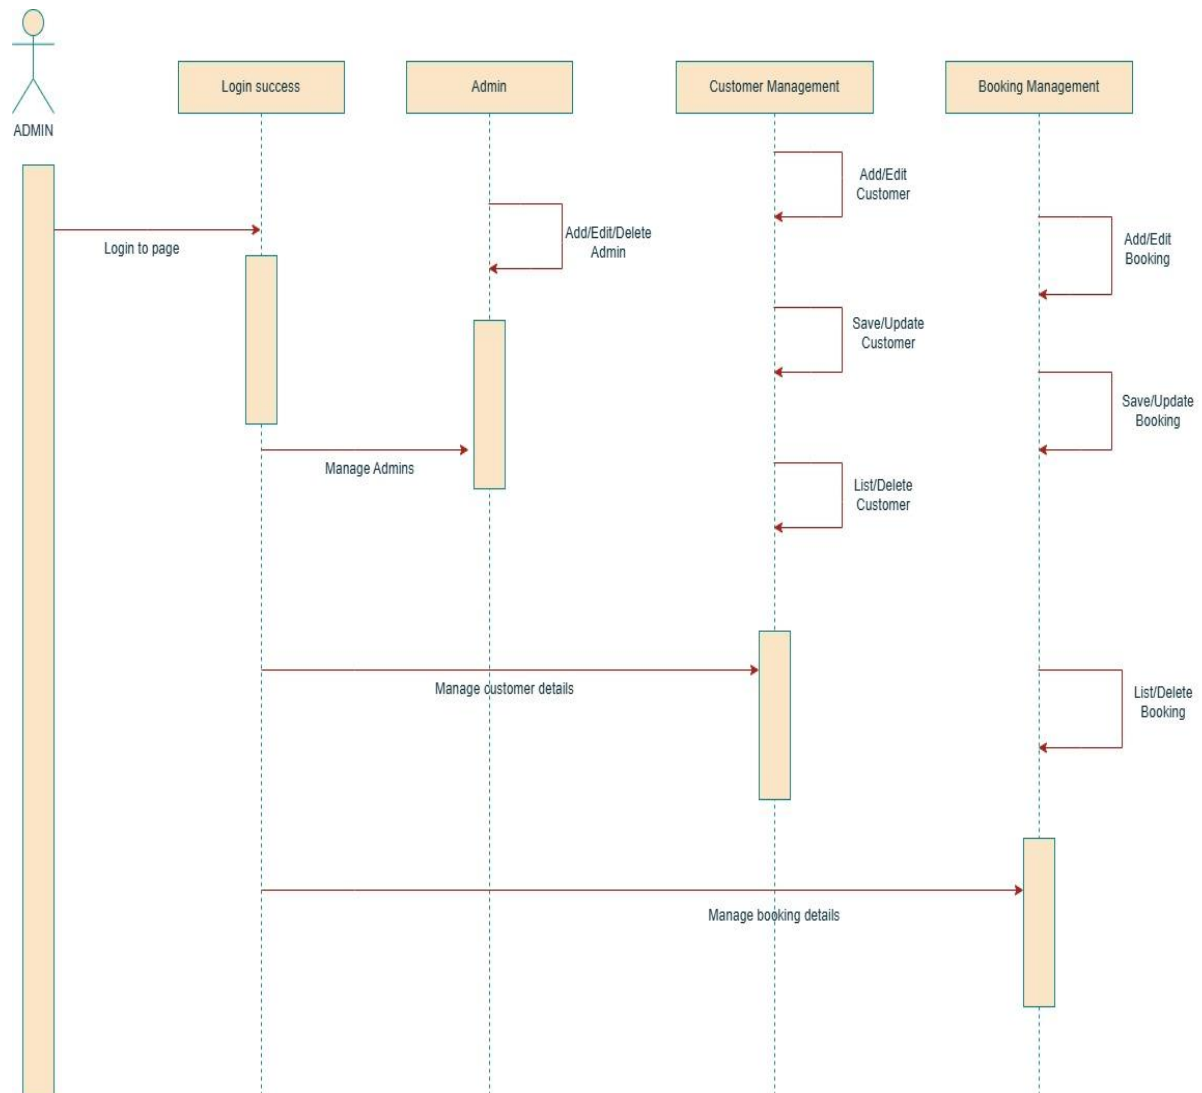 ADMIN
Login success
Admin
Customer Management
Booking Management
Add/Edit
Customer
Add/Edit/Delete
Admin
Add/Edit
Booking
Login to page
Save/Update
Customer
Save/Update
Booking
Manage Admins
List/Delete
Customer
Manage customer details
List/Delete
Booking
Manage booking details